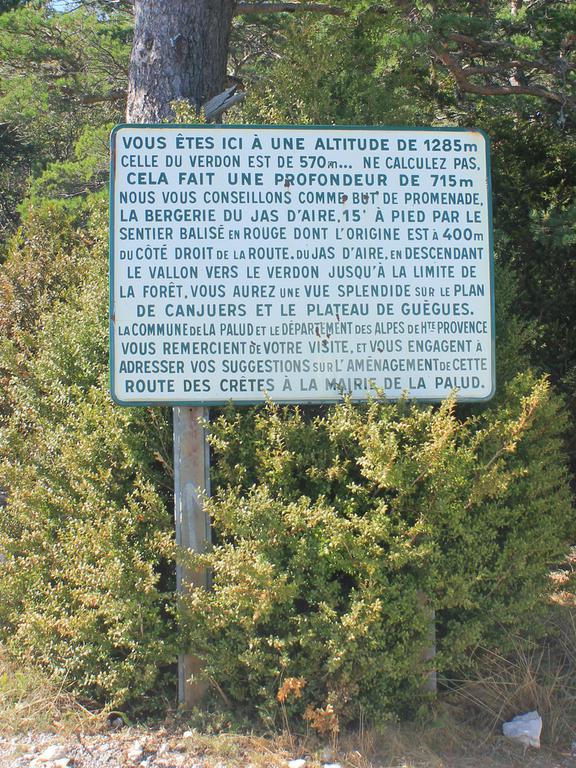 VOUS ÊTES ICI À UNE ALTITUDE DE 1285m
CELLE DU VERDON EST DE 570m... NE CALCULEZ PAS,
CELA FAIT UNE PROFONDEUR DE 715m
NOUS VOUS CONSEILLONS COMME BUT DE PROMENADE,
LA BERGERIE DU JAS D'AIRE, 15' À PIED PAR LE
SENTIER BALISÉ EN ROUGE DONT L'ORIGINE EST À 400m
DU CÔTÉ DROIT DE LA ROUTE. DU JAS D'AIRE, EN DESCENDANT
LE VALLON VERS LE VERDON JUSQU'À LA LIMITE DE
LA FORÊT, VOUS AUREZ UNE VUE SPLENDIDE SUR LE PLAN
DE CANJUERS ET LE PLATEAU DE GUÈGUES.
LA COMMUNE DE LA PALUD ET LE DÉPARTEMENT DES ALPES DE HTE PROVENCE
VOUS REMERCIENT DE VOTRE VISITE, ET VOUS ENGAGENT À
ADRESSER VOS SUGGESTIONS SUR L'AMÉNAGEMENT DE CETTE
ROUTE DES CRÊTES À LA MAIRIE DE LA PALUD.